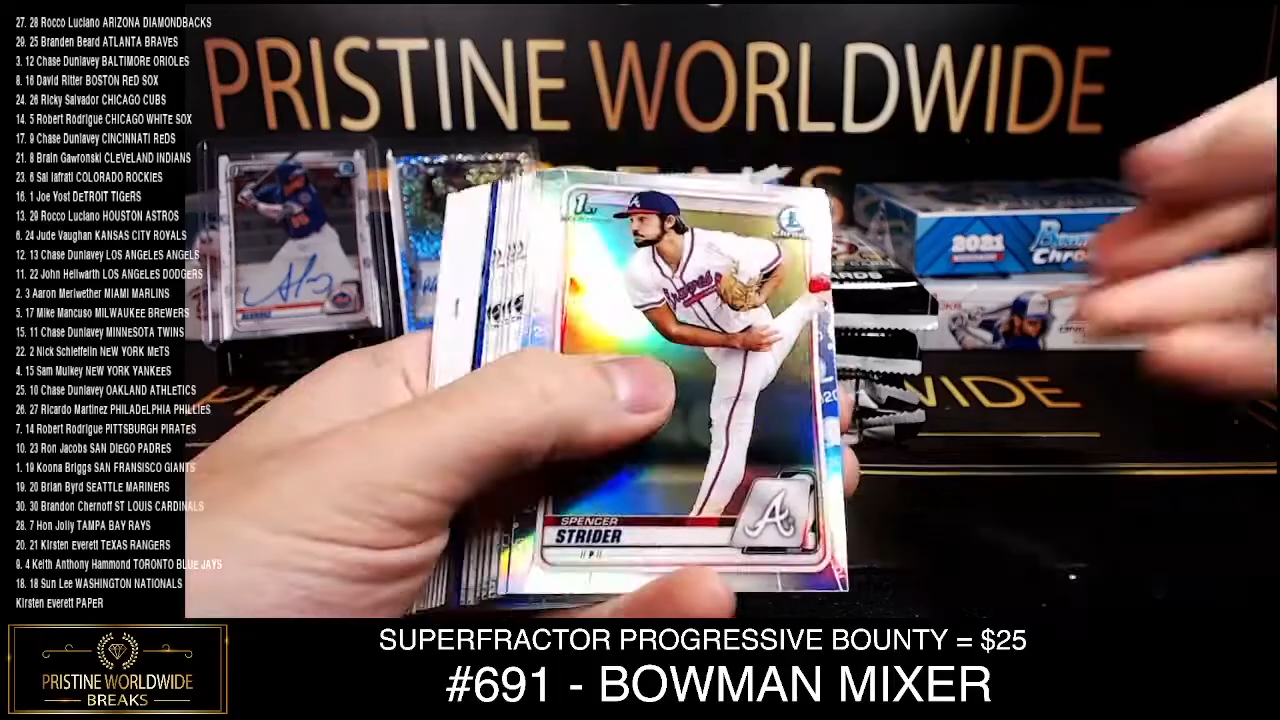 27. 28 Rocco Luciano ARIZONA DIAMONDBACKS
29. 25 Branden Beard ATLANTA BRAVES
3. 12 Chase Dunlavey BALTIMORE ORIOLES
8. 16 David Ritter BOSTON RED SOX
24. 26 Ricky Salvador CHICAGO CUBS
14. 5 Robert Rodrigue CHICAGO WHITE SOX
17. 9 Chase Dunlavey CINCINNATI REDS
21. 8 Brain Gawronski CLEVELAND INDIANS
23. 6 Sal Iafrati COLORADO ROCKIES
16. 1 Joe Yost DETROIT TIGERS
13. 29 Rocco Luciano HOUSTON ASTROS
6. 24 Jude Vaughan KANSAS CITY ROYALS
12. 13 Chase Dunlavey LOS ANGELES ANGELS
11. 22 John Hellwarth LOS ANGELES DODGERS
2. 3 Aaron Meriwether MIAMI MARLINS
5. 17 Mike Mancuso MILWAUKEE BREWERS
15. 11 Chase Dunlavey MINNESOTA TWINS
22. 2 Nick Schieffelin NEW YORK METS
4. 15 Sam Mulkey NEW YORK YANKEES
25. 10 Chase Dunlavey OAKLAND ATHLETICS
26. 27 Ricardo Martinez PHILADELPHIA PHILLIES
7. 14 Robert Rodrigue PITTSBURGH PIRATES
10. 23 Ron Jacobs SAN DIEGO PADRES
1. 19 Koona Briggs SAN FRANSISCO GIANTS
19. 20 Brian Byrd SEATTLE MARINERS
30. 30 Brandon Chernoff ST LOUIS CARDINALS
28. 7 Hon Jolly TAMPA BAY RAYS
20. 21 Kirsten Everett TEXAS RANGERS
9. 4 Keith Anthony Hammond TORONTO BLUE JAYS
18. 18 Sun Lee WASHINGTON NATIONALS
Kirsten Everett PAPER
PRISTINE WORLDWIDE
2021
Chrome
1st
Braves
A
SPENCER
STRIDER
P
WIDE
PRISTINE WORLDWIDE
BREAKS
SUPERFRACTOR PROGRESSIVE BOUNTY = $25
#691 - BOWMAN MIXER